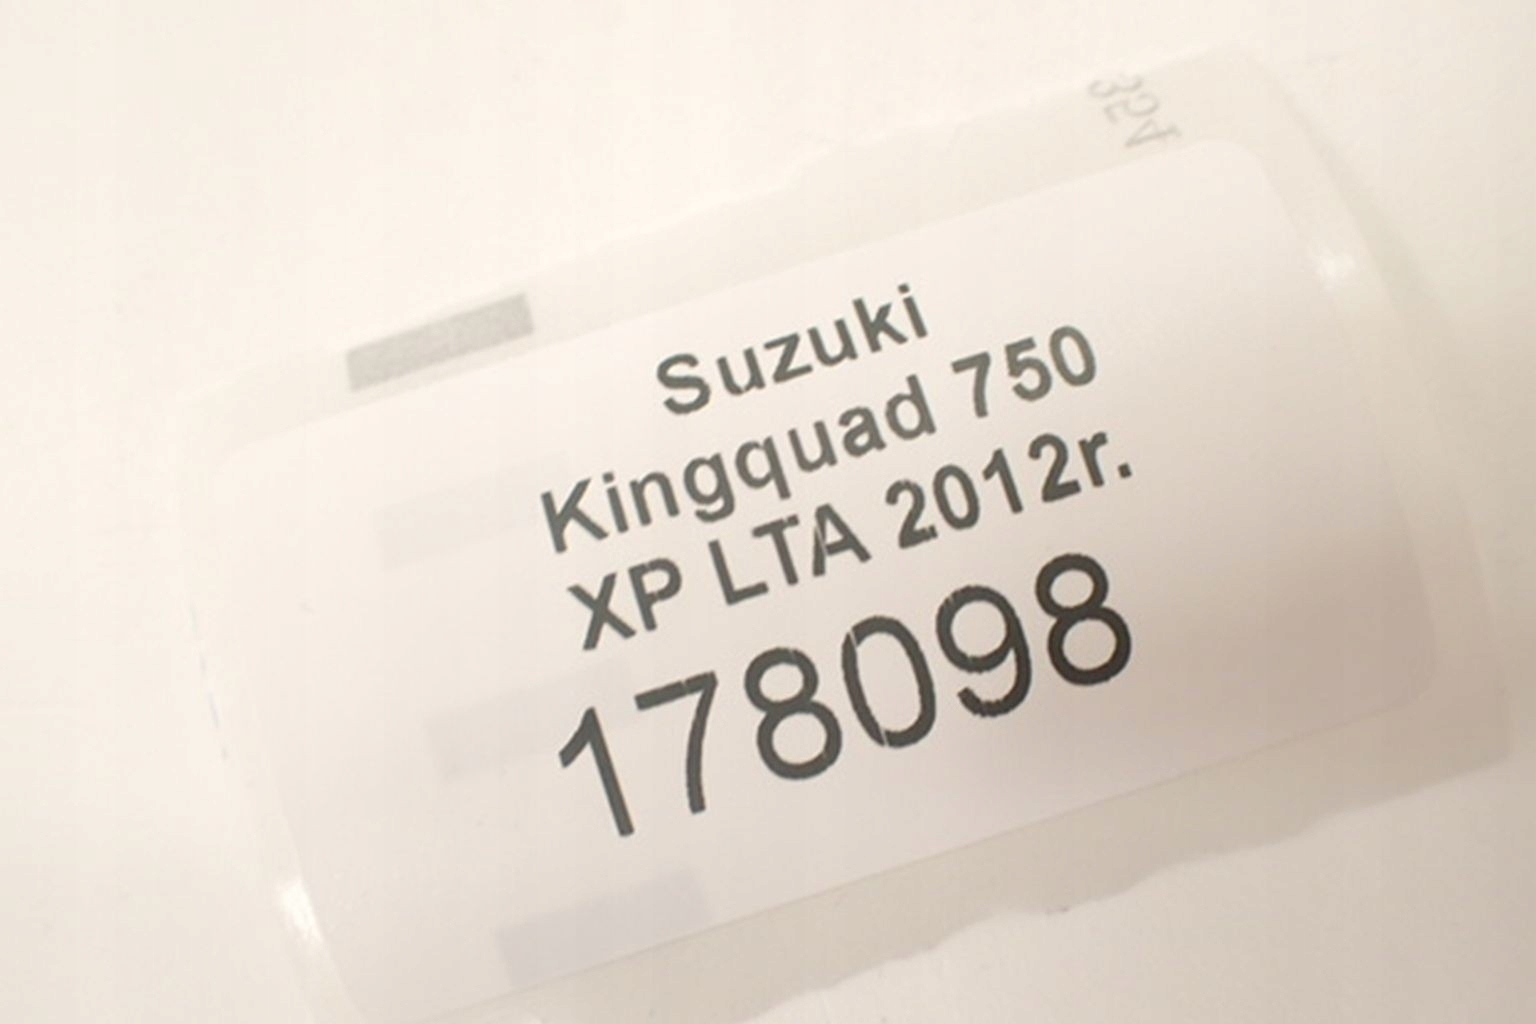 Suzuki
Kingquad 750
XP LTA 2012r.
178098